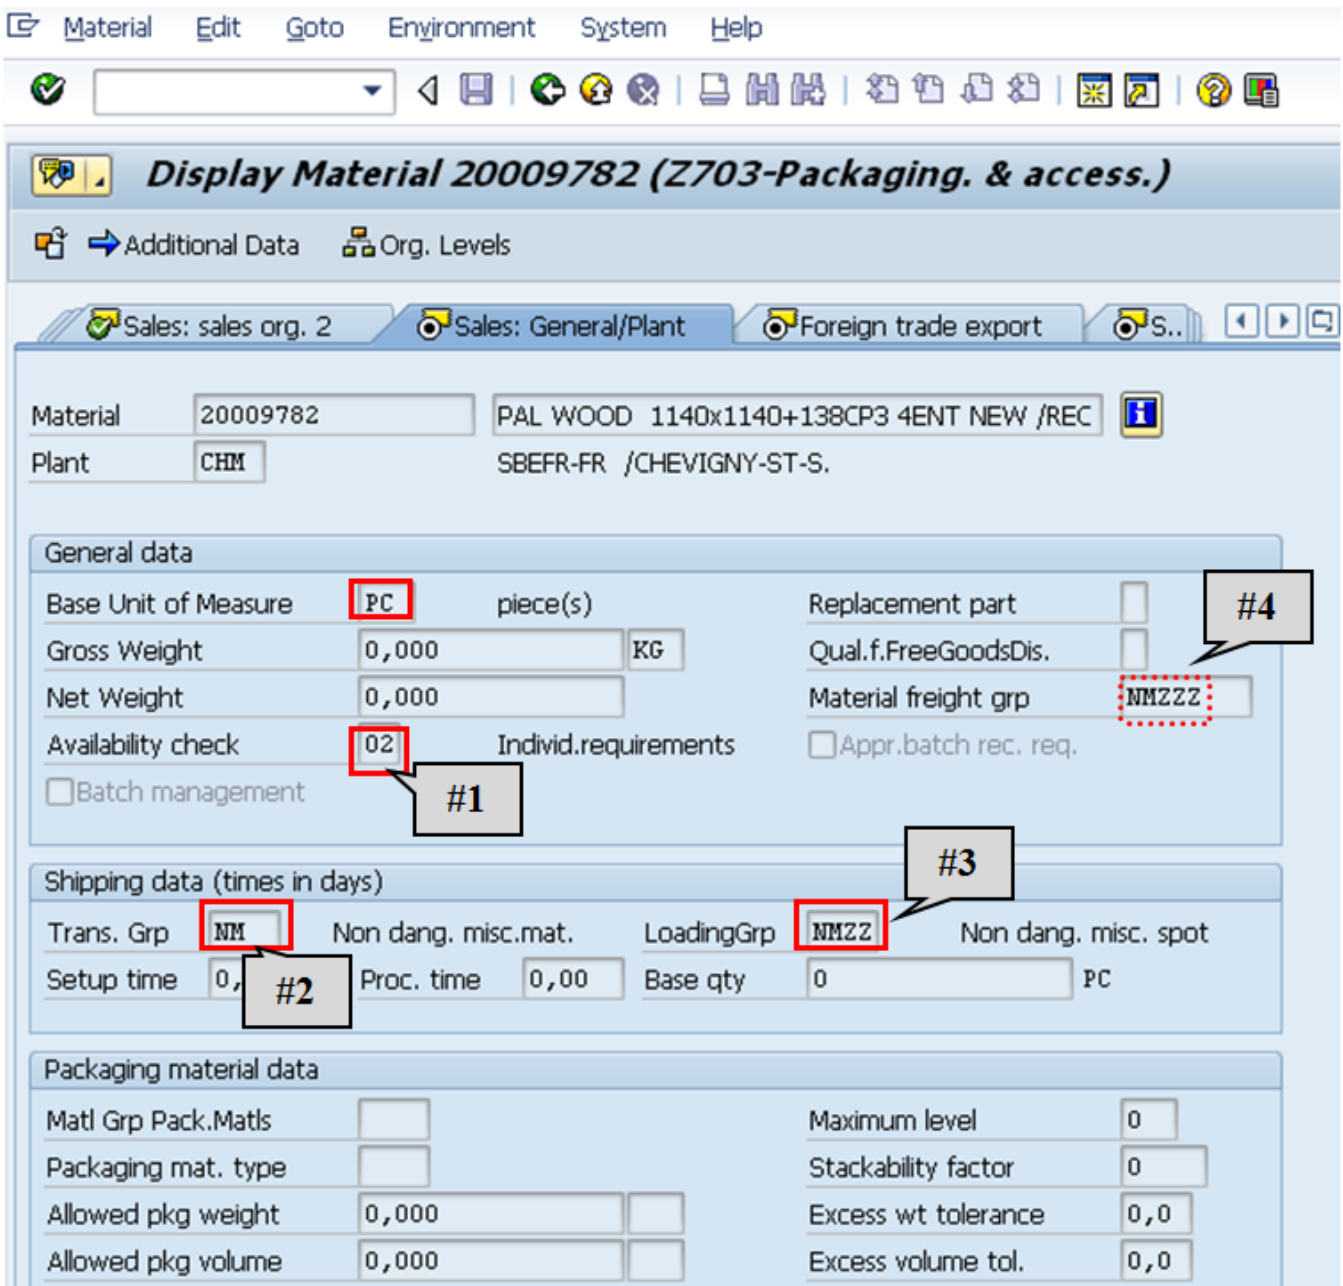 Material Edit Goto Environment System Help
Display Material 20009782 (Z703-Packaging. & access.)
Additional Data Org. Levels
Sales: sales org. 2 Sales: General/Plant Foreign trade export S..
Material 20009782 PAL WOOD 1140x1140+138CP3 4ENT NEW /REC
Plant CHM SBEFR-FR /CHEVIGNY-ST-S.
General data
Base Unit of Measure PC piece(s) Replacement part #4
Gross Weight 0,000 KG Qual.f.FreeGoodsDis.
Net Weight 0,000 Material freight grp NMZZZ
Availability check 02 Individ.requirements Appr.batch rec. req.
Batch management #1
#3
Shipping data (times in days)
Trans. Grp NM Non dang. misc.mat. LoadingGrp NMZZ Non dang. misc. spot
Setup time 0, #2 Proc. time 0,00 Base qty 0 PC
Packaging material data
Matl Grp Pack.Matls Maximum level 0
Packaging mat. type Stackability factor 0
Allowed pkg weight 0,000 Excess wt tolerance 0,0
Allowed pkg volume 0,000 Excess volume tol. 0,0